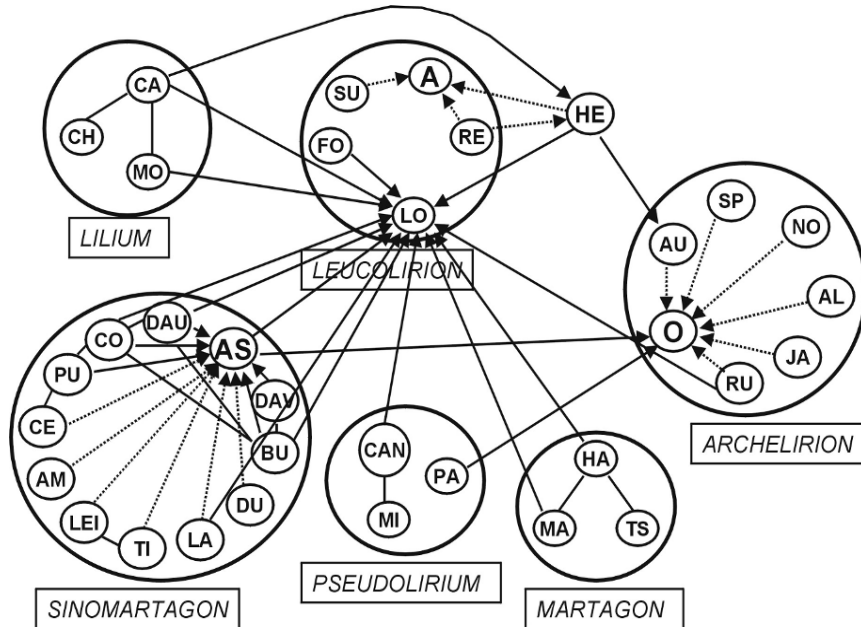 CA
CH
MO
LILIUM
SU
A
RE
FO
LO
LEUCOLIRION
HE
SP
NO
AU
AL
O
JA
RU
ARCHELIRION
DAU
CO
AS
PU
DAV
CE
BU
AM
DU
LEI
LA
TI
SINOMARTAGON
CAN
PA
MI
PSEUDOLIRIUM
HA
MA
TS
MARTAGON